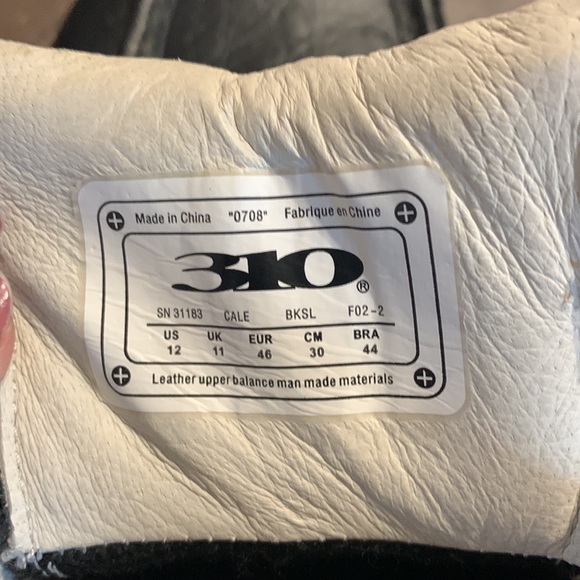 Made in China "0708" Fabrique en Chine
310®
SN 31183 CALE BKSL F02-2
US UK EUR CM BRA
12 11 46 30 44
Leather upper balance man made materials